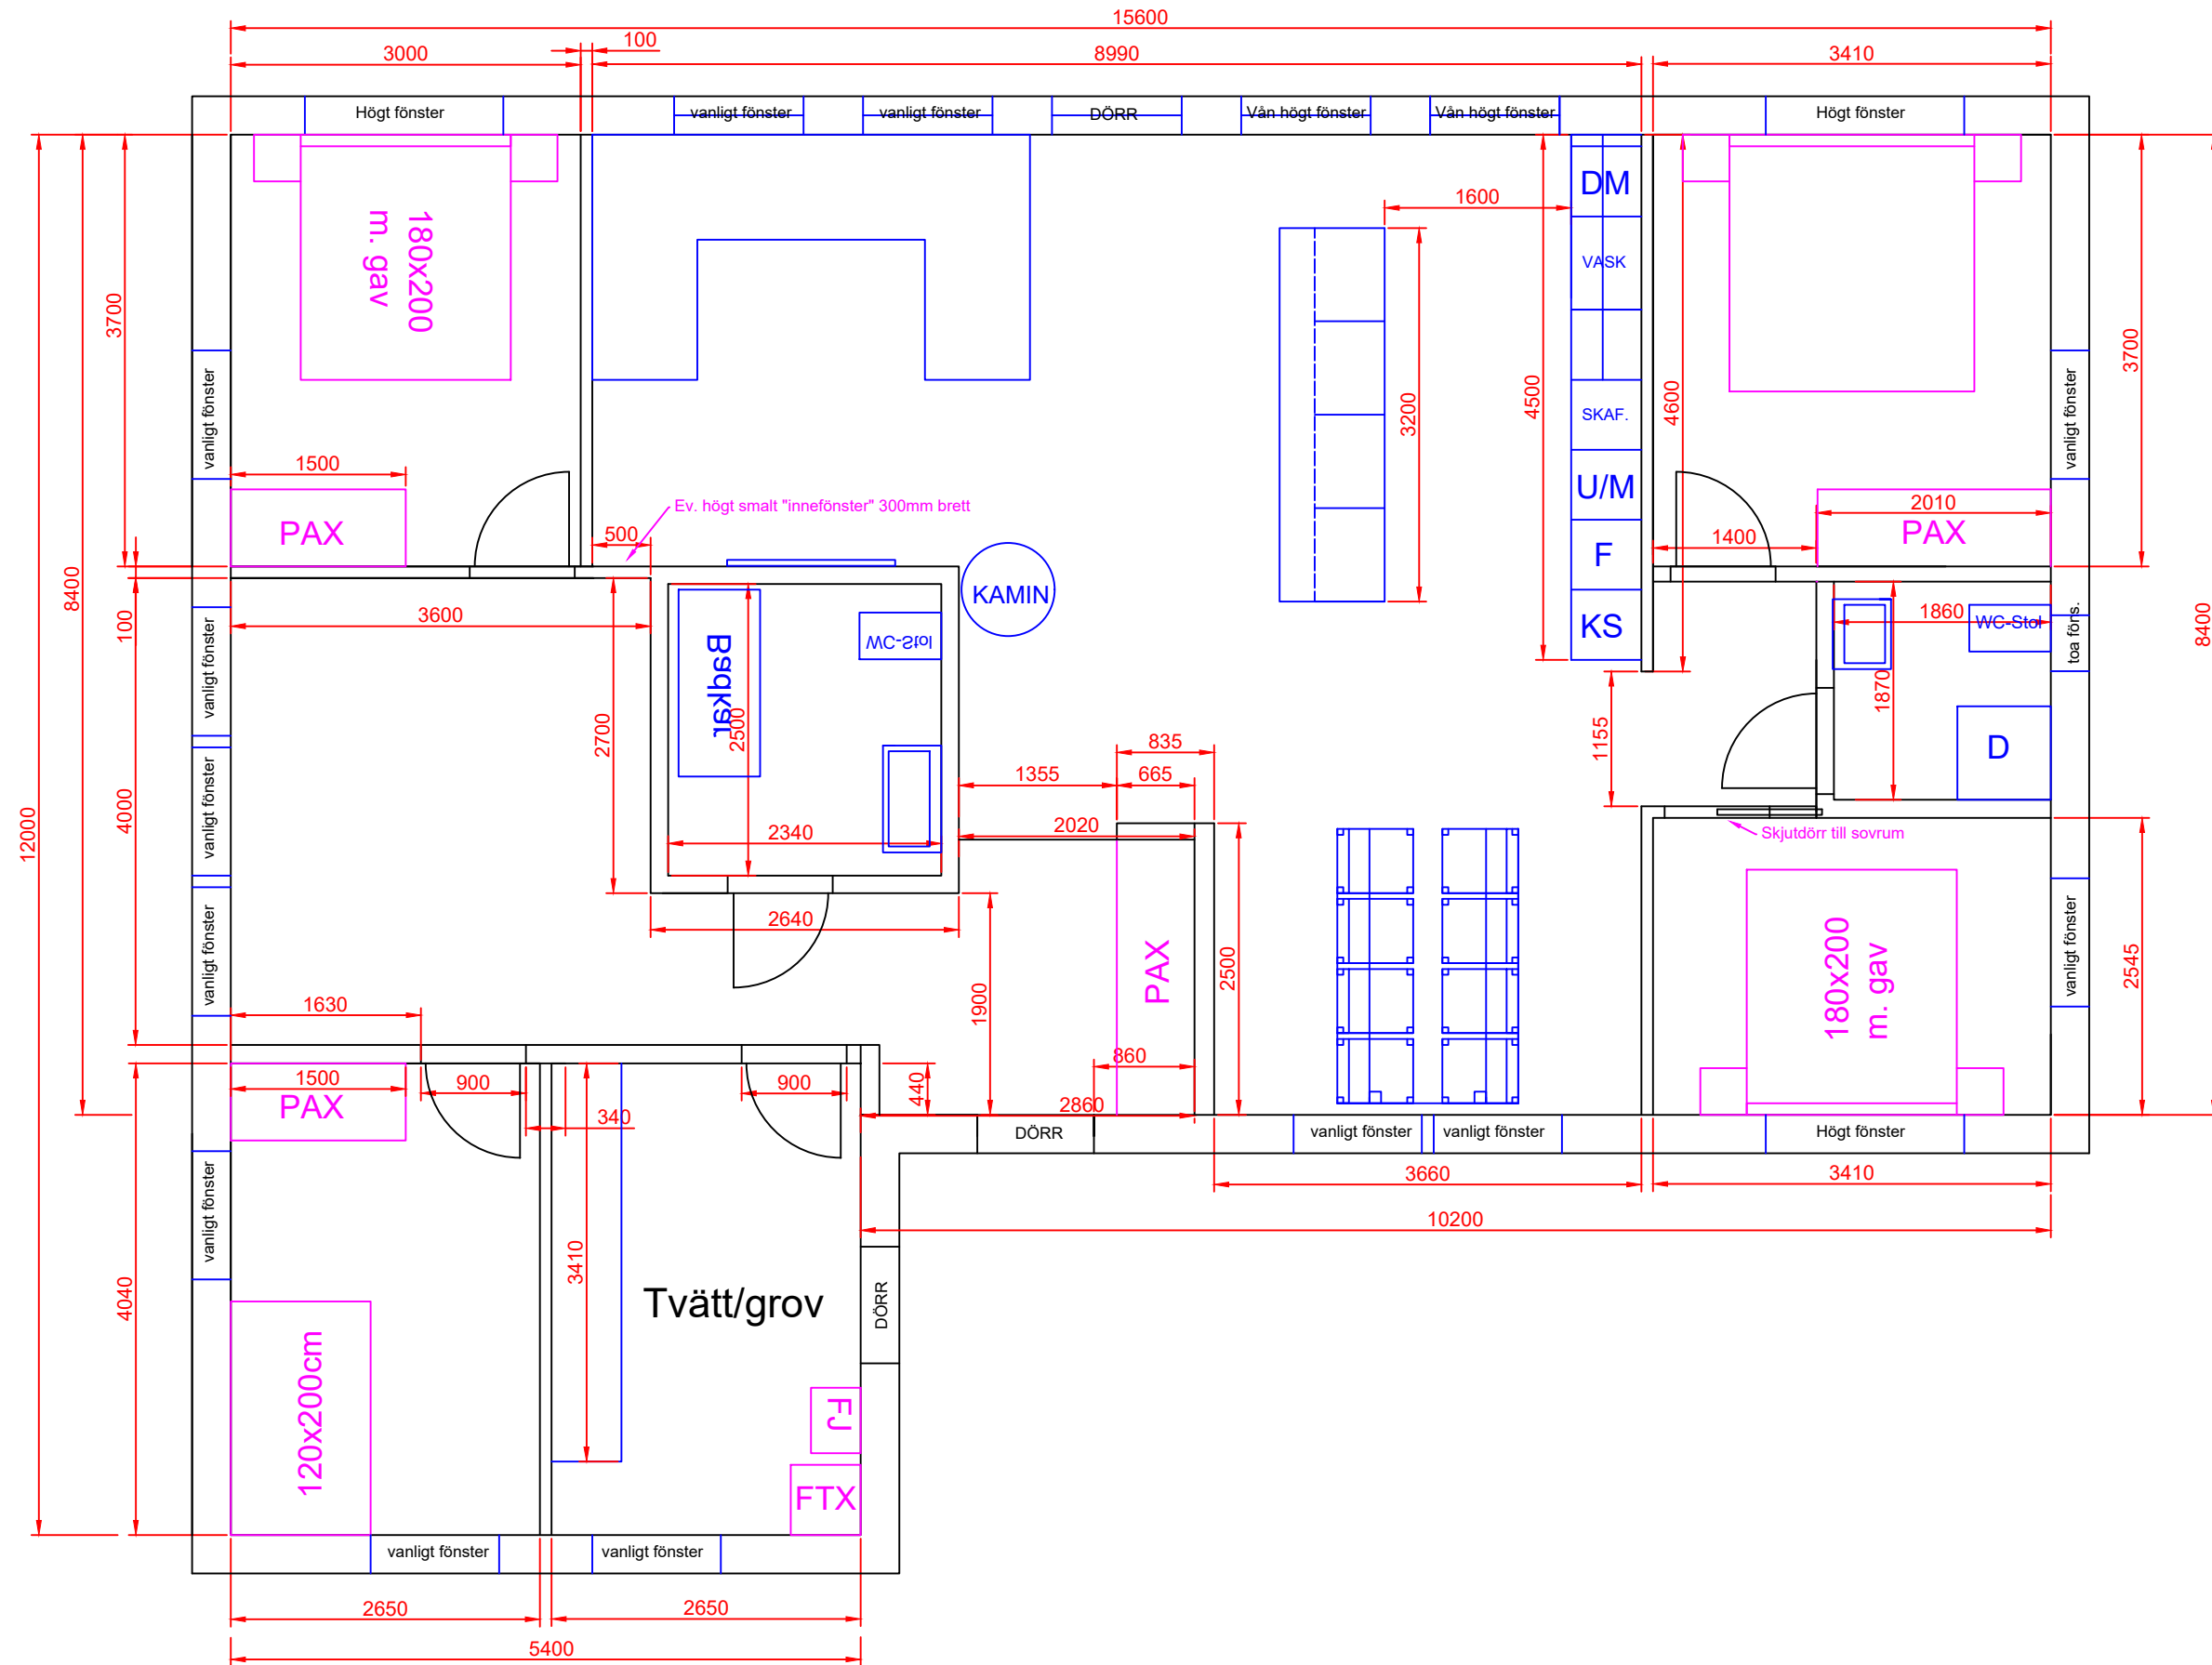 15600
3000
100
8990
3410
Högt fönster
vanligt fönster
vanligt fönster
DÖRR
Vån högt fönster
Vån högt fönster
Högt fönster
180x200
m. gav
1600
DM
VASK
3700
vanligt fönster
3200
4500
SKAF.
4600
3700
vanligt fönster
1500
PAX
Ev. högt smalt "innefönster" 300mm brett
500
U/M
2010
PAX
1400
F
8400
KAMIN
KS
100
3600
WC-Stol
Badkar
1860
WC-Stol
toa föns.
8400
vanligt fönster
2700
2500
1870
1155
D
835
1355
665
12000
4000
vanligt fönster
2340
2020
Skjutdörr till sovrum
2640
vanligt fönster
1900
PAX
2500
180x200
m. gav
vanligt fönster
2545
1630
1500
PAX
900
900
440
860
340
2860
DÖRR
vanligt fönster
vanligt fönster
Högt fönster
vanligt fönster
3660
3410
10200
4040
3410
Tvätt/grov
DÖRR
120x200cm
FJ
FTX
vanligt fönster
vanligt fönster
2650
2650
5400